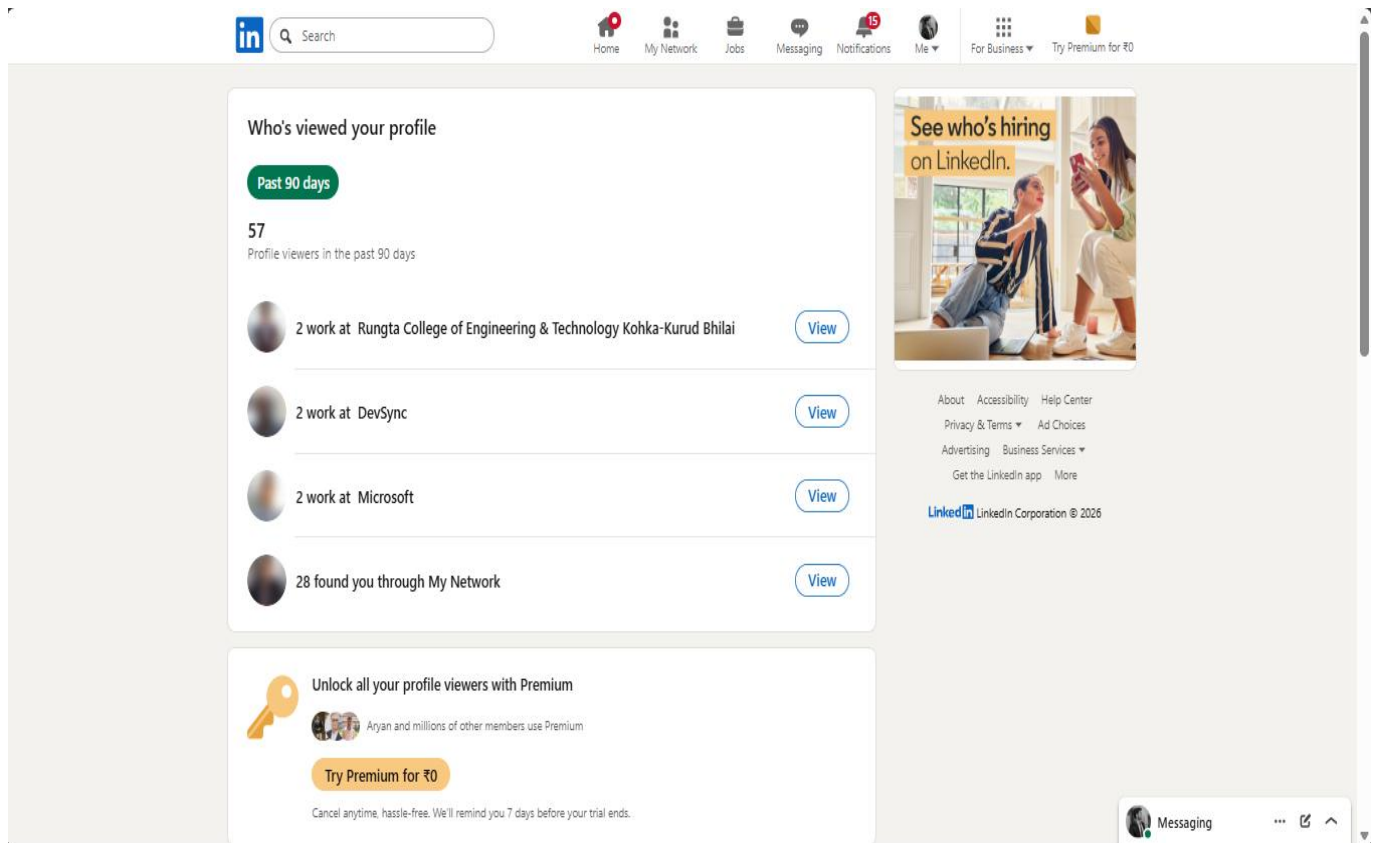 in
Search
Home
My Network
Jobs
Messaging
15
Notifications
Me
For Business
Try Premium for ₹0
Who's viewed your profile
Past 90 days
57
Profile viewers in the past 90 days
2 work at Rungta College of Engineering & Technology Kohka-Kurud Bhilai
View
2 work at DevSync
View
2 work at Microsoft
View
28 found you through My Network
View
Unlock all your profile viewers with Premium
Aryan and millions of other members use Premium
Try Premium for ₹0
Cancel anytime, hassle-free. We'll remind you 7 days before your trial ends.
See who's hiring
on LinkedIn.
About Accessibility Help Center
Privacy & Terms Ad Choices
Advertising Business Services
Get the LinkedIn app More
LinkedIn LinkedIn Corporation © 2026
Messaging